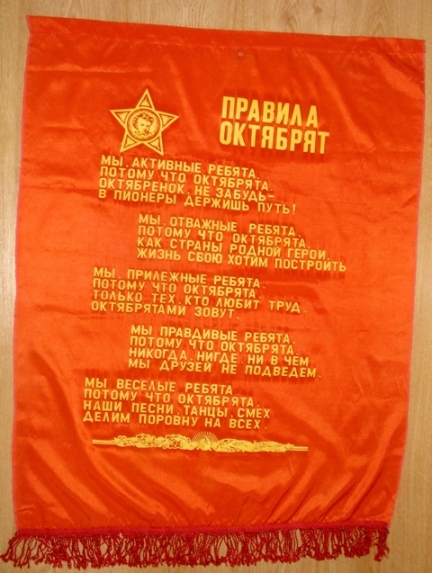 ПРАВИЛА
ОКТЯБРЯТ
МЫ АКТИВНЫЕ РЕБЯТА,
ПОТОМУ ЧТО ОКТЯБРЯТА.
ОКТЯБРЕНОК, НЕ ЗАБУДЬ–
В ПИОНЕРЫ ДЕРЖИШЬ ПУТЬ!
МЫ ОТВАЖНЫЕ РЕБЯТА,
ПОТОМУ ЧТО ОКТЯБРЯТА.
КАК СТРАНЫ РОДНОЙ ГЕРОИ,
ЖИЗНЬ СВОЮ ХОТИМ ПОСТРОИТЬ
МЫ ПРИЛЕЖНЫЕ РЕБЯТА,
ПОТОМУ ЧТО ОКТЯБРЯТА.
ТОЛЬКО ТЕХ, КТО ЛЮБИТ ТРУД,
ОКТЯБРЯТАМИ ЗОВУТ.
МЫ ПРАВДИВЫЕ РЕБЯТА,
ПОТОМУ ЧТО ОКТЯБРЯТА.
НИКОГДА, НИГДЕ, НИ В ЧЕМ
МЫ ДРУЗЕЙ НЕ ПОДВЕДЕМ.
МЫ ВЕСЕЛЫЕ РЕБЯТА,
ПОТОМУ ЧТО ОКТЯБРЯТА.
НАШИ ПЕСНИ, ТАНЦЫ, СМЕХ
ДЕЛИМ ПОРОВНУ НА ВСЕХ.